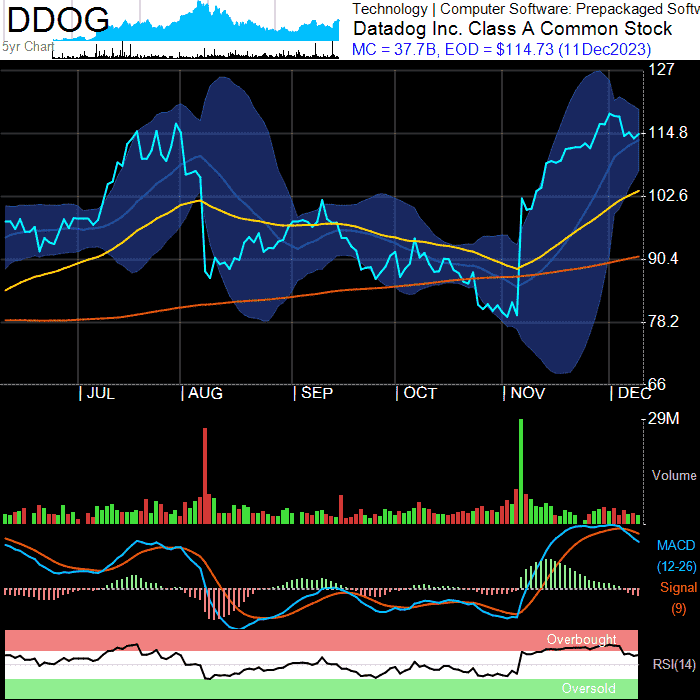 DDOG
5yr Chart
Technology | Computer Software: Prepackaged Softw
Datadog Inc. Class A Common Stock
MC = 37.7B, EOD = $114.73 (11Dec2023)
127
114.8
102.6
90.4
78.2
66
| JUL | AUG | SEP | OCT | NOV | DEC
29M
Volume
MACD
(12-26)
Signal
(9)
Overbought
RSI(14)
Oversold